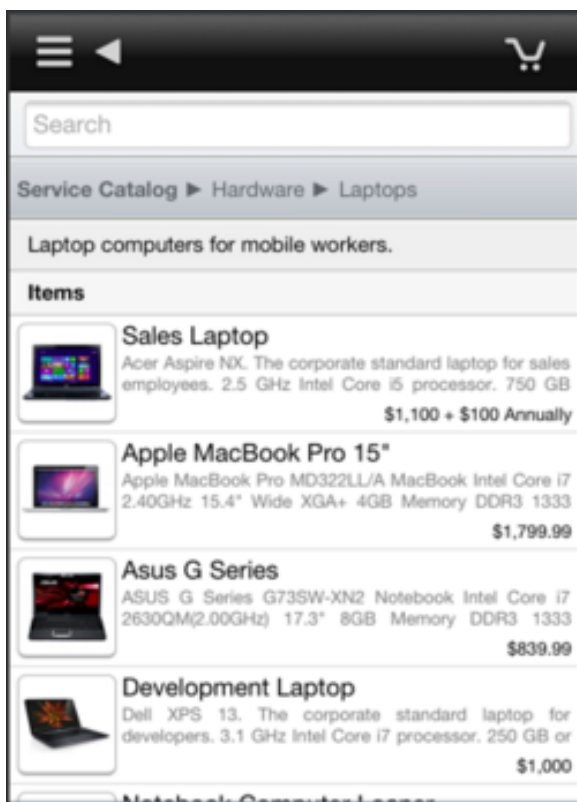 Search
Service Catalog ► Hardware ► Laptops
Laptop computers for mobile workers.
Items
Sales Laptop
Acer Aspire NX. The corporate standard laptop for sales
employees. 2.5 GHz Intel Core i5 processor. 750 GB
$1,100 + $100 Annually
Apple MacBook Pro 15"
Apple MacBook Pro MD322LL/A MacBook Intel Core i7
2.40GHz 15.4" Wide XGA+ 4GB Memory DDR3 1333
$1,799.99
Asus G Series
ASUS G Series G73SW-XN2 Notebook Intel Core i7
2630QM(2.00GHz) 17.3" 8GB Memory DDR3 1333
$839.99
Development Laptop
Dell XPS 13. The corporate standard laptop for
developers. 3.1 GHz Intel Core i7 processor. 250 GB or
$1,000
Notebook Computer Loaner